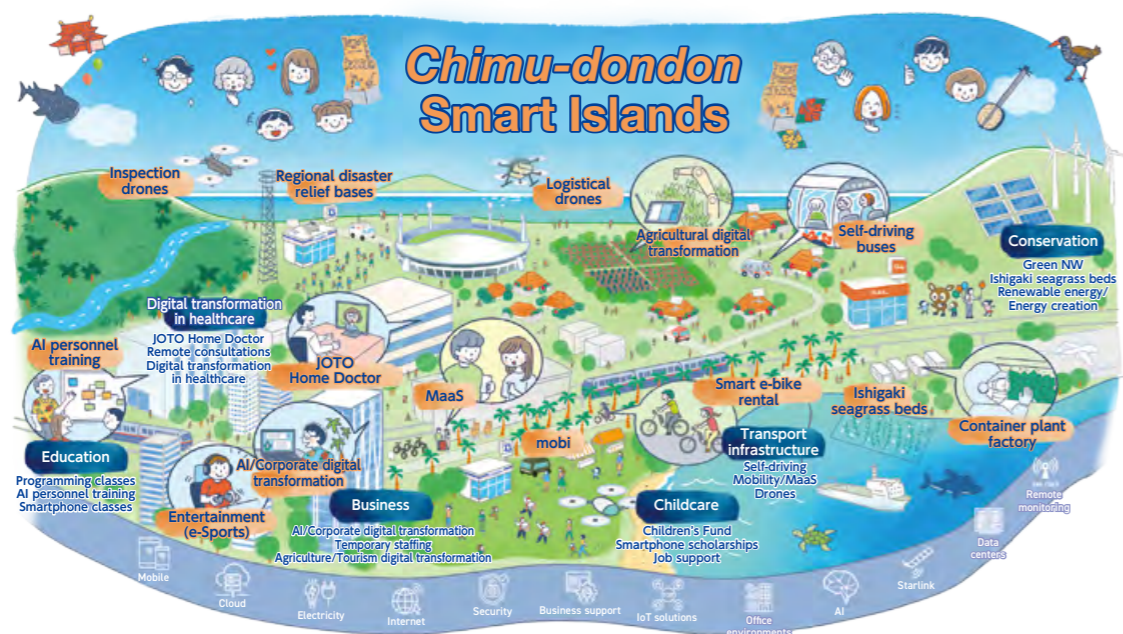 Chimu-dondon
Smart Islands
Inspection
drones
Regional disaster
relief bases
Logistical
drones
Agricultural digital
transformation
Self-driving
buses
Conservation
Green NW
Ishigaki seagrass beds
Renewable energy/
Energy creation
Digital transformation
in healthcare
JOTO Home Doctor
Remote consultations
Digital transformation
in healthcare
JOTO
Home Doctor
AI personnel
training
MaaS
Smart e-bike
rental
Ishigaki
seagrass beds
Container plant
factory
mobi
Transport
infrastructure
Self-driving
Mobility/MaaS
Drones
Education
Programming classes
AI personnel training
Smartphone classes
AI/Corporate digital
transformation
Entertainment
(e-Sports)
Business
AI/Corporate digital transformation
Temporary staffing
Agriculture/Tourism digital transformation
Childcare
Children's Fund
Smartphone scholarships
Job support
Mobile
Cloud
Electricity
Internet
Security
Business support
IoT solutions
Office
environments
AI
Starlink
Data
centers
Remote
monitoring